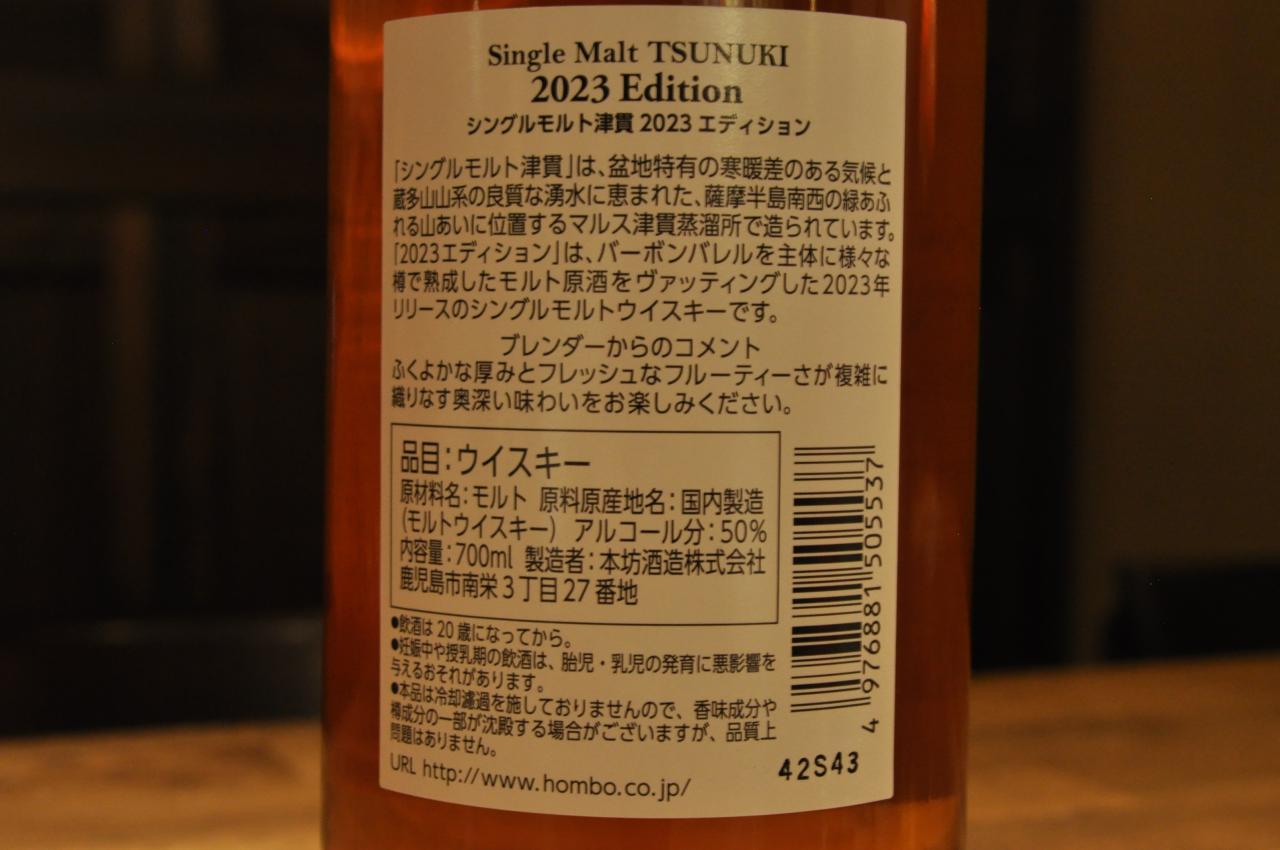 Single Malt TSUNUKI
2023 Edition
シングルモルト津貫 2023 エディション
「シングルモルト津貫」は、盆地特有の寒暖差のある気候と
蔵多山山系の良質な湧水に恵まれた、薩摩半島南西の緑あふ
れる山あいに位置するマルス津貫蒸溜所で造られています。
「2023エディション」は、バーボンバレルを主体に様々な
樽で熟成したモルト原酒をヴァッティングした2023年
リリースのシングルモルトウイスキーです。
ブレンダーからのコメント
ふくよかな厚みとフレッシュなフルーティーさが複雑に
織りなす奥深い味わいをお楽しみください。
品目：ウイスキー
原材料名：モルト 原料原産地名：国内製造
(モルトウイスキー) アルコール分：50%
内容量：700ml 製造者：本坊酒造株式会社
鹿児島市南栄3丁目27番地
●飲酒は20歳になってから。
●妊娠中や授乳期の飲酒は、胎児・乳児の発育に悪影響を
与えるおそれがあります。
●本品は冷却濾過を施しておりませんので、香味成分や
樽成分の一部が沈殿する場合がございますが、品質上
問題はありません。
URL http://www.hombo.co.jp/
4 976881 505537
42S43